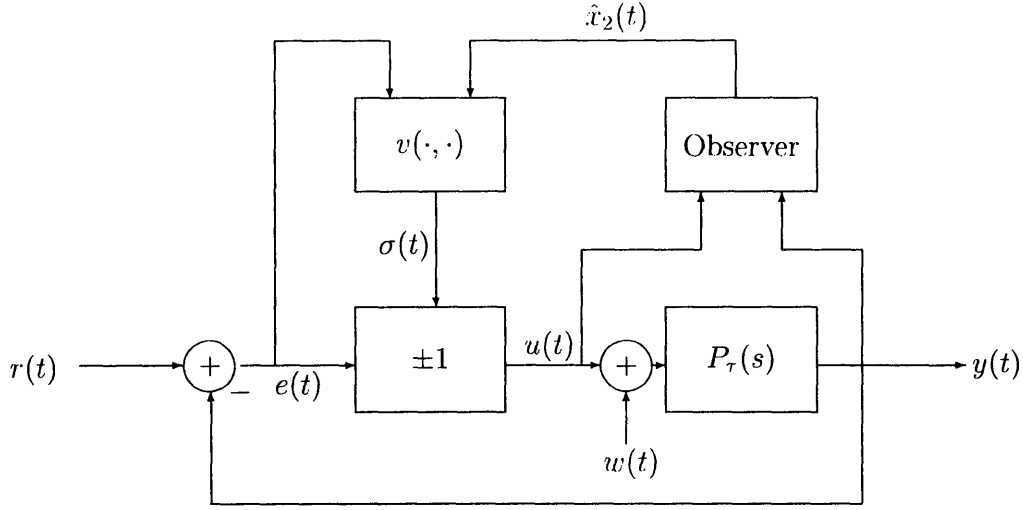 x̂₂(t)
v(·, ·)
Observer
σ(t)
r(t)
+
−
e(t)
±1
u(t)
+
w(t)
P_τ(s)
y(t)